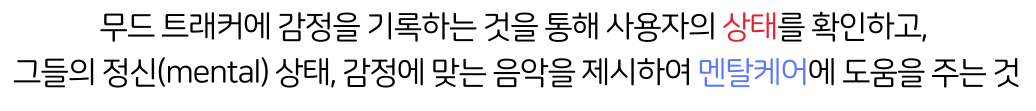 무드 트래커에 감정을 기록하는 것을 통해 사용자의 상태를 확인하고,
그들의 정신(mental) 상태, 감정에 맞는 음악을 제시하여 멘탈케어에 도움을 주는 것